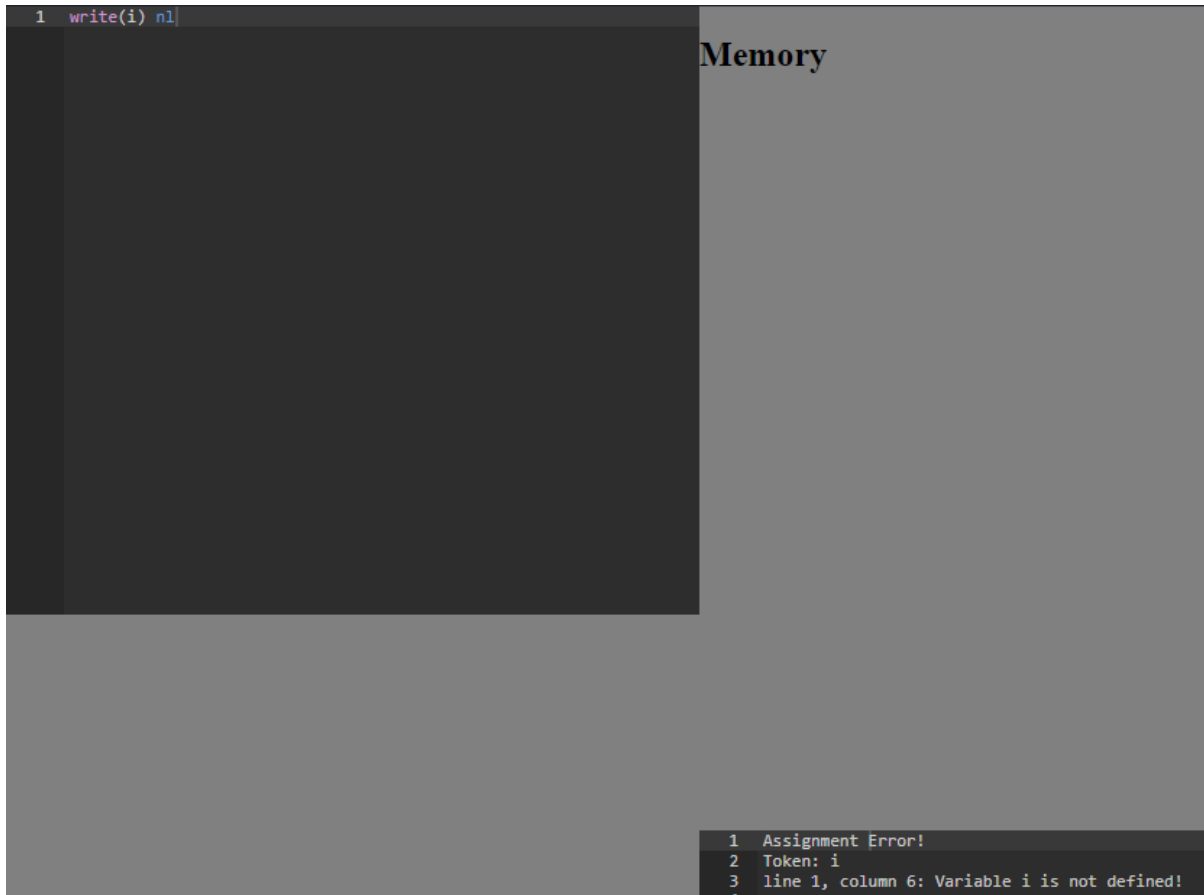 1 write(i) nl
Memory
1 Assignment Error!
2 Token: i
3 line 1, column 6: Variable i is not defined!